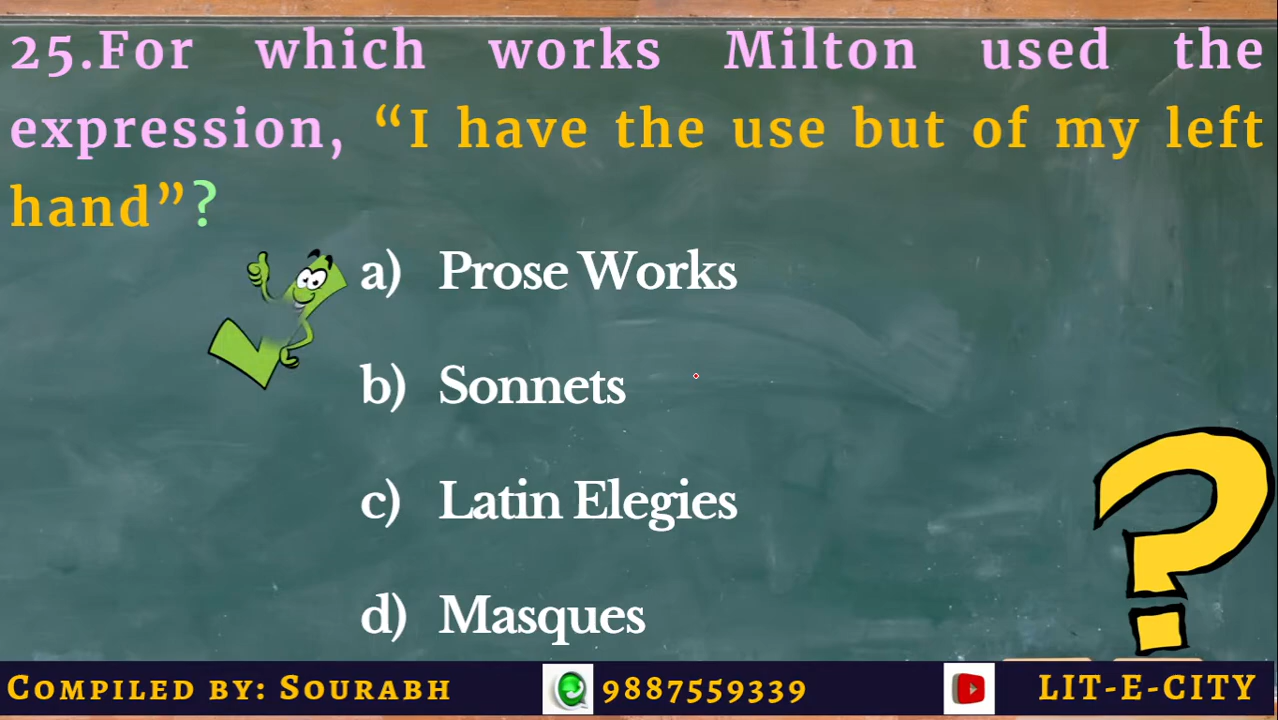 25.For which works Milton used the
expression, “I have the use but of my left
hand”?
a) Prose Works
b) Sonnets
c) Latin Elegies
d) Masques
COMPILED BY: SOURABH 9887559339 LIT-E-CITY